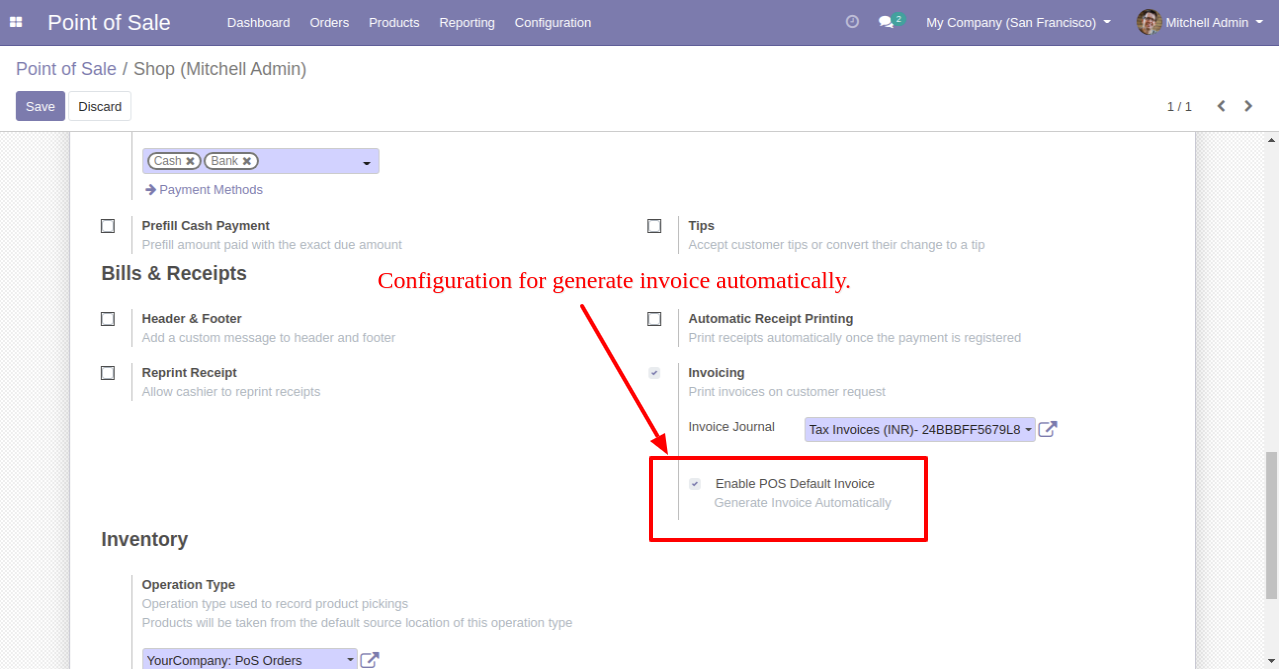 Point of Sale Dashboard Orders Products Reporting Configuration 2 My Company (San Francisco) Mitchell Admin
Point of Sale / Shop (Mitchell Admin)
Save Discard 1 / 1
Cash Bank
Payment Methods
Prefill Cash Payment
Prefill amount paid with the exact due amount
Tips
Accept customer tips or convert their change to a tip
Bills & Receipts
Configuration for generate invoice automatically.
Header & Footer
Add a custom message to header and footer
Automatic Receipt Printing
Print receipts automatically once the payment is registered
Reprint Receipt
Allow cashier to reprint receipts
Invoicing
Print invoices on customer request
Invoice Journal Tax Invoices (INR)- 24BBBFF5679L8
Enable POS Default Invoice
Generate Invoice Automatically
Inventory
Operation Type
Operation type used to record product pickings
Products will be taken from the default source location of this operation type
YourCompany: PoS Orders